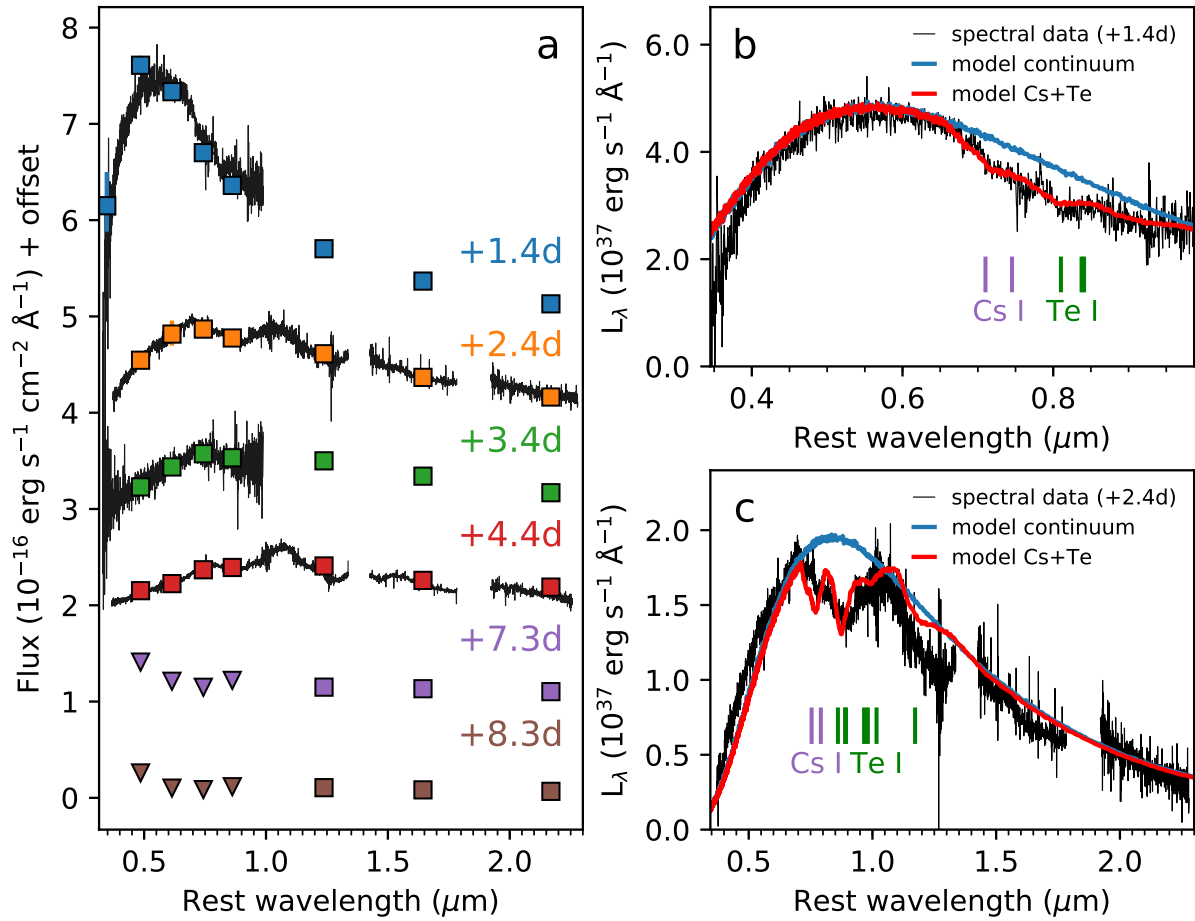 a
8
7
6
5
4
3
2
1
0
Flux (10⁻¹⁶ erg s⁻¹ cm⁻² Å⁻¹) + offset
+1.4d
+2.4d
+3.4d
+4.4d
+7.3d
+8.3d
0.5 1.0 1.5 2.0
Rest wavelength (μm)
b
spectral data (+1.4d)
model continuum
model Cs+Te
6.0
4.0
2.0
0.0
L_λ (10³⁷ erg s⁻¹ Å⁻¹)
Cs I Te I
0.4 0.6 0.8
Rest wavelength (μm)
c
spectral data (+2.4d)
model continuum
model Cs+Te
2.0
1.5
1.0
0.5
0.0
L_λ (10³⁷ erg s⁻¹ Å⁻¹)
Cs I Te I
0.5 1.0 1.5 2.0
Rest wavelength (μm)